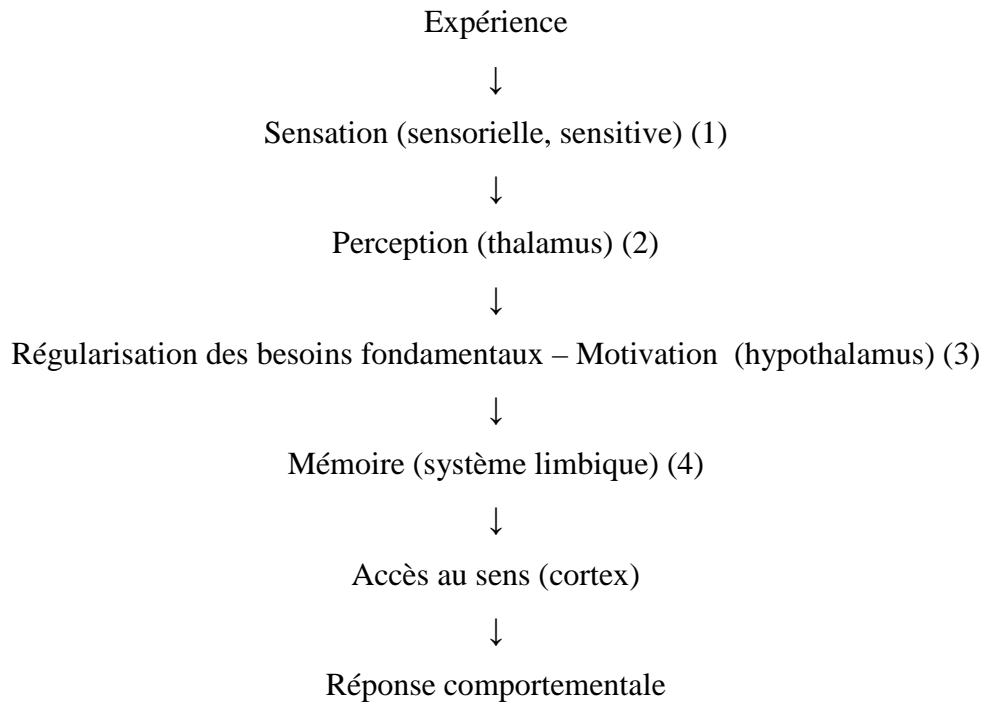 Expérience
↓
Sensation (sensorielle, sensitive) (1)
↓
Perception (thalamus) (2)
↓
Régularisation des besoins fondamentaux – Motivation  (hypothalamus) (3)
↓
Mémoire (système limbique) (4)
↓
Accès au sens (cortex)
↓
Réponse comportementale